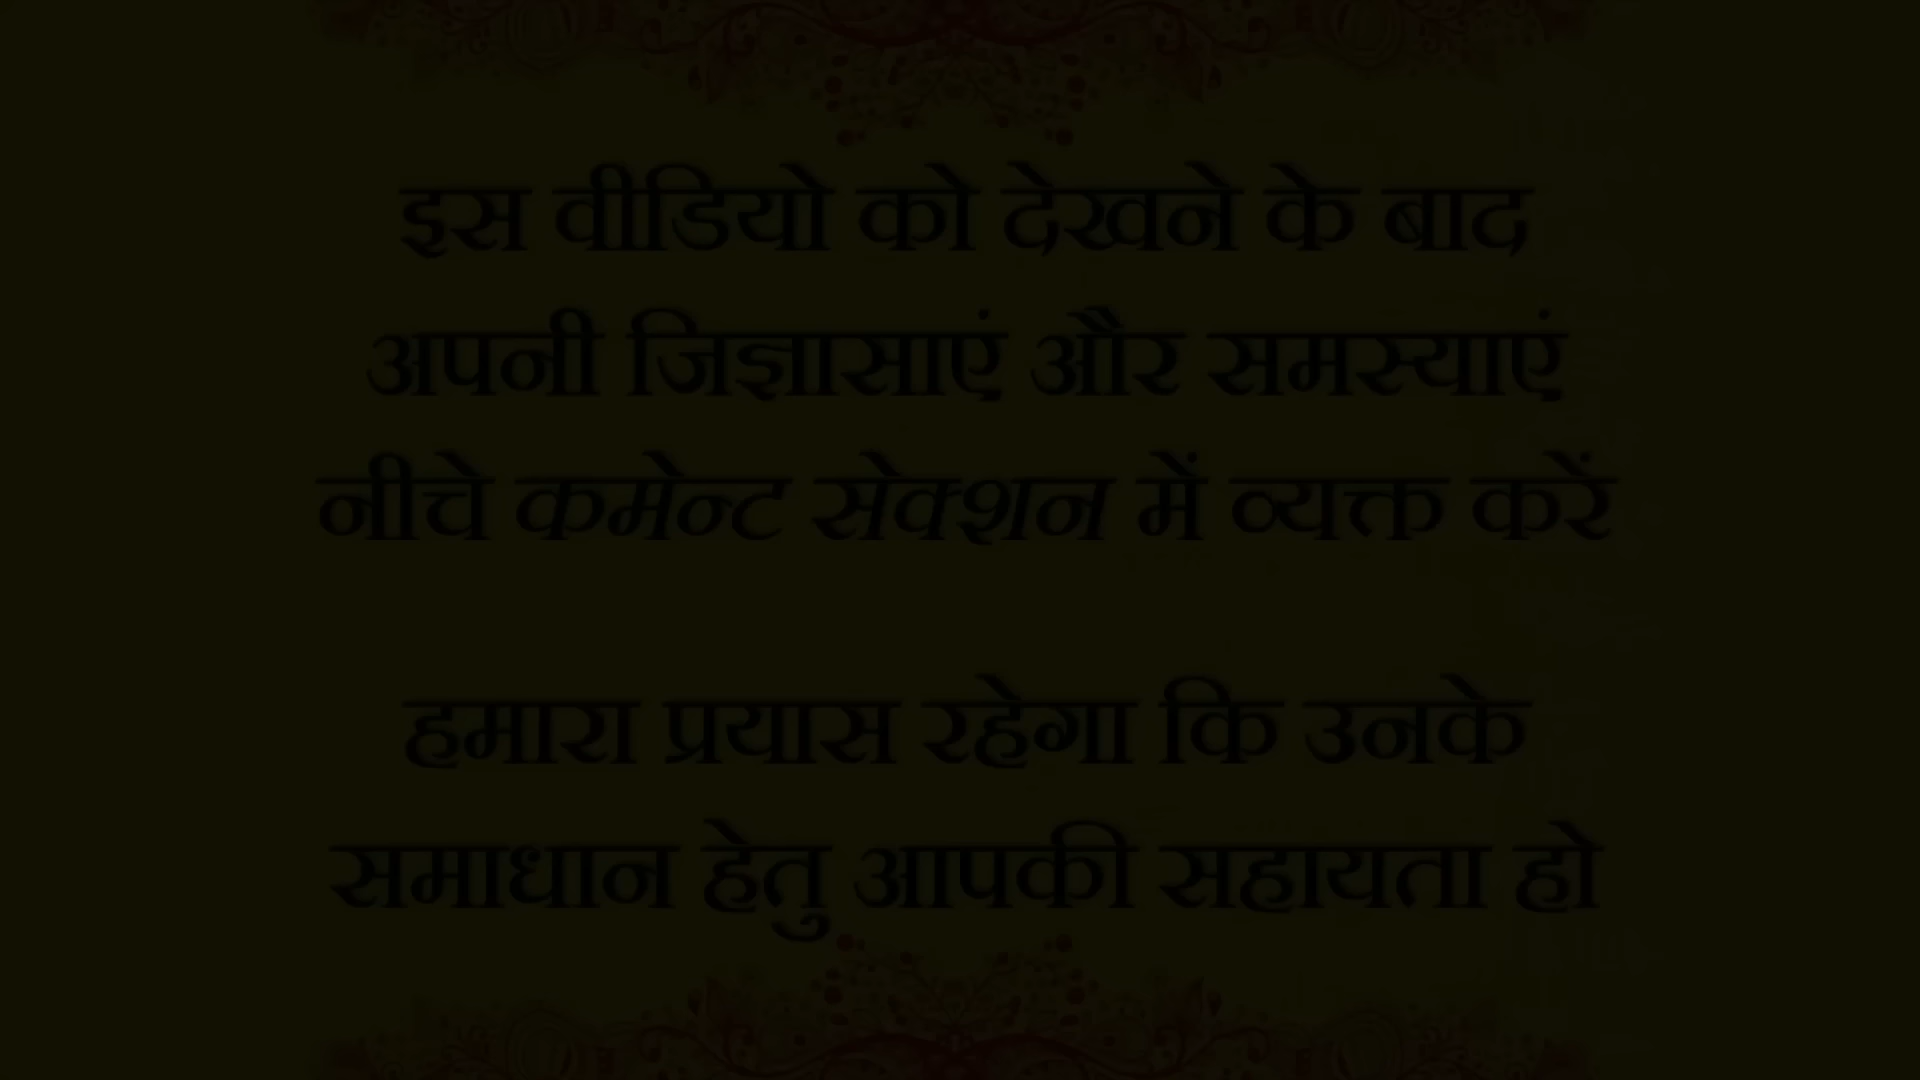 इस वीडियो को देखने के बाद
अपनी जिज्ञासाएं और समस्याएं
नीचे कमेन्ट सेक्शन में व्यक्त करें
हमारा प्रयास रहेगा कि उनके
समाधान हेतु आपकी सहायता हो